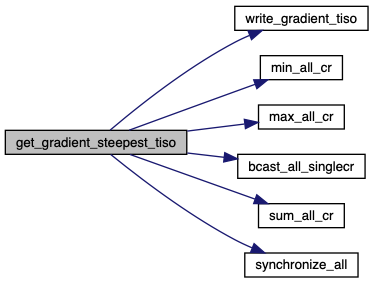 write_gradient_tiso
min_all_cr
max_all_cr
get_gradient_steepest_tiso
bcast_all_singlecr
sum_all_cr
synchronize_all